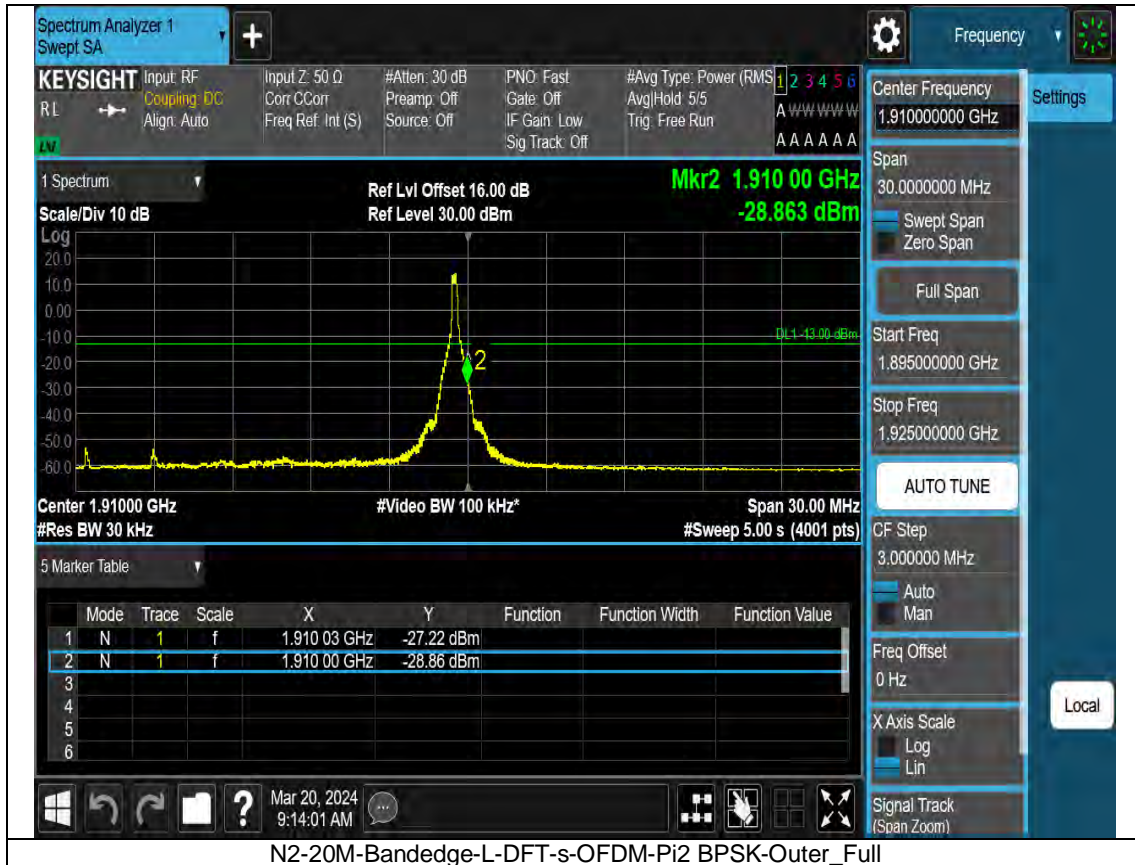 Spectrum Analyzer 1
Swept SA
Frequency
KEYSIGHT
RL
Input: RF
Coupling: DC
Align: Auto
Input Z: 50 Ω
Corr CCorr
Freq Ref: Int (S)
#Atten: 30 dB
Preamp: Off
Source: Off
PNO: Fast
Gate: Off
IF Gain: Low
Sig Track: Off
#Avg Type: Power (RMS
Avg|Hold: 5/5
Trig: Free Run
1 2 3 4 5 6
A W W W W W
A A A A A A
1 Spectrum
Scale/Div 10 dB
Log
Ref Lvl Offset 16.00 dB
Ref Level 30.00 dBm
Mkr2 1.910 00 GHz
-28.863 dBm
20.0
10.0
0.00
-10.0
-20.0
-30.0
-40.0
-50.0
-60.0
DL1 -13.00 dBm
2
Center 1.91000 GHz
#Res BW 30 kHz
#Video BW 100 kHz*
Span 30.00 MHz
#Sweep 5.00 s (4001 pts)
5 Marker Table
Mode Trace Scale X Y Function Function Width Function Value
1 N 1 f 1.910 03 GHz -27.22 dBm
2 N 1 f 1.910 00 GHz -28.86 dBm
3
4
5
6
Mar 20, 2024
9:14:01 AM
Center Frequency
1.910000000 GHz
Settings
Span
30.0000000 MHz
Swept Span
Zero Span
Full Span
Start Freq
1.895000000 GHz
Stop Freq
1.925000000 GHz
AUTO TUNE
CF Step
3.000000 MHz
Auto
Man
Freq Offset
0 Hz
Local
X Axis Scale
Log
Lin
Signal Track
(Span Zoom)
N2-20M-Bandedge-L-DFT-s-OFDM-Pi2 BPSK-Outer_Full